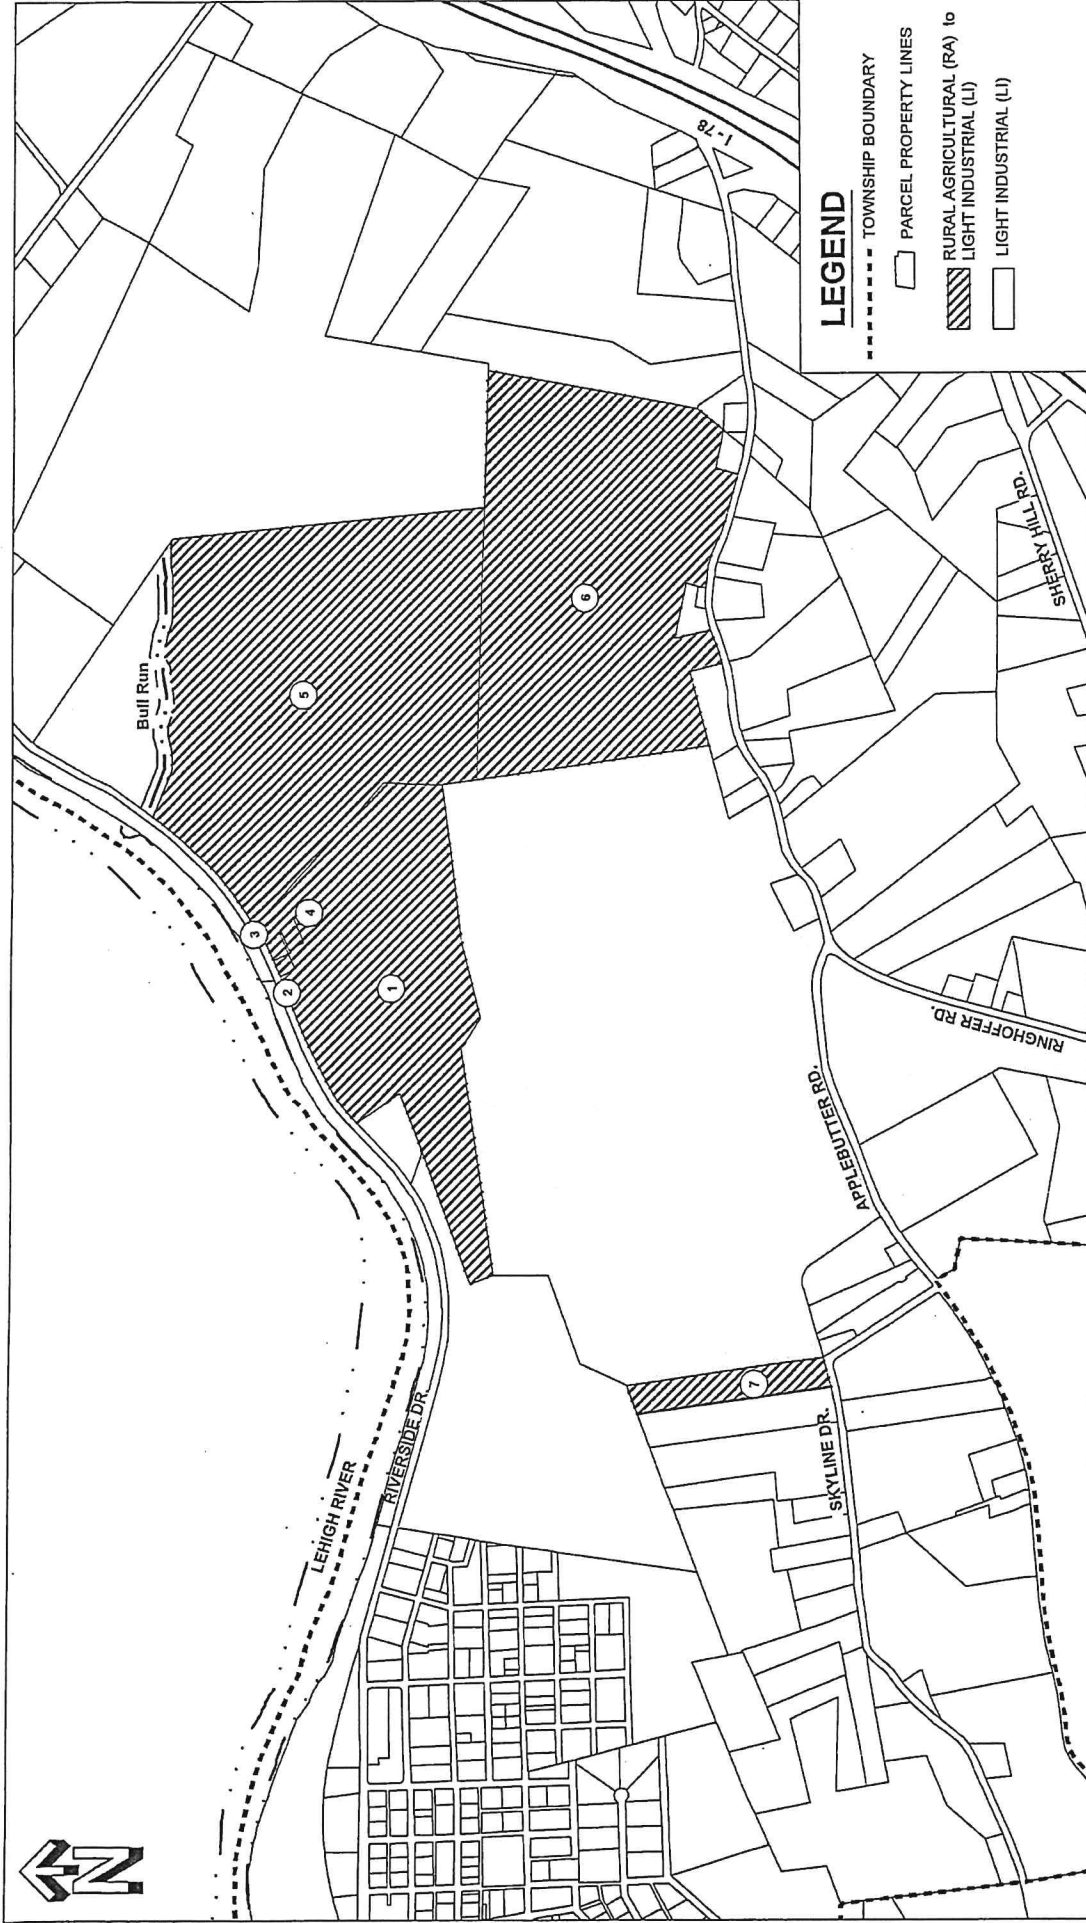 N
Bull Run
LEHIGH RIVER
RIVERSIDE DR.
I-78
1
2
3
4
5
6
7
SKYLINE DR.
APPLEBUTTER RD.
RINGHOFFER RD.
SHERRY HILL RD.
LEGEND
TOWNSHIP BOUNDARY
PARCEL PROPERTY LINES
RURAL AGRICULTURAL (RA) to
LIGHT INDUSTRIAL (LI)
LIGHT INDUSTRIAL (LI)